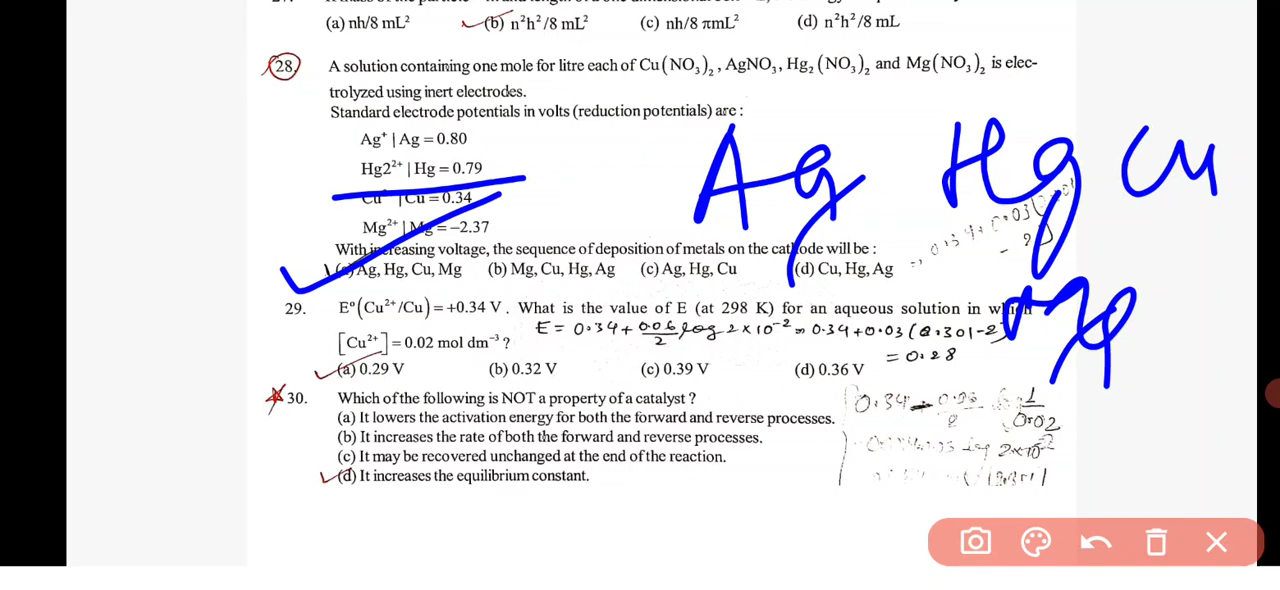 (a) nh/8 mL² (b) n²h²/8 mL² (c) nh/8 πmL² (d) n²h²/8 mL
28. A solution containing one mole for litre each of Cu(NO₃)₂, AgNO₃, Hg₂(NO₃)₂ and Mg(NO₃)₂ is elec-
trolyzed using inert electrodes.
Standard electrode potentials in volts (reduction potentials) are :
Ag⁺ | Ag = 0.80
Hg2²⁺ | Hg = 0.79
Cu | Cu = 0.34
Mg²⁺ | Mg = −2.37
Ag Hg Cu
With increasing voltage, the sequence of deposition of metals on the cathode will be :
(a) Ag, Hg, Cu, Mg (b) Mg, Cu, Hg, Ag (c) Ag, Hg, Cu (d) Cu, Hg, Ag
29. E°(Cu²⁺/Cu) = +0.34 V. What is the value of E (at 298 K) for an aqueous solution in which
E = 0.34 + 0.06/2 log 2 × 10⁻² = 0.34 + 0.03 (0.301 − 2)
[Cu²⁺] = 0.02 mol dm⁻³ ?
= 0.28
(a) 0.29 V (b) 0.32 V (c) 0.39 V (d) 0.36 V
30. Which of the following is NOT a property of a catalyst ?
(a) It lowers the activation energy for both the forward and reverse processes.
(b) It increases the rate of both the forward and reverse processes.
(c) It may be recovered unchanged at the end of the reaction.
(d) It increases the equilibrium constant.